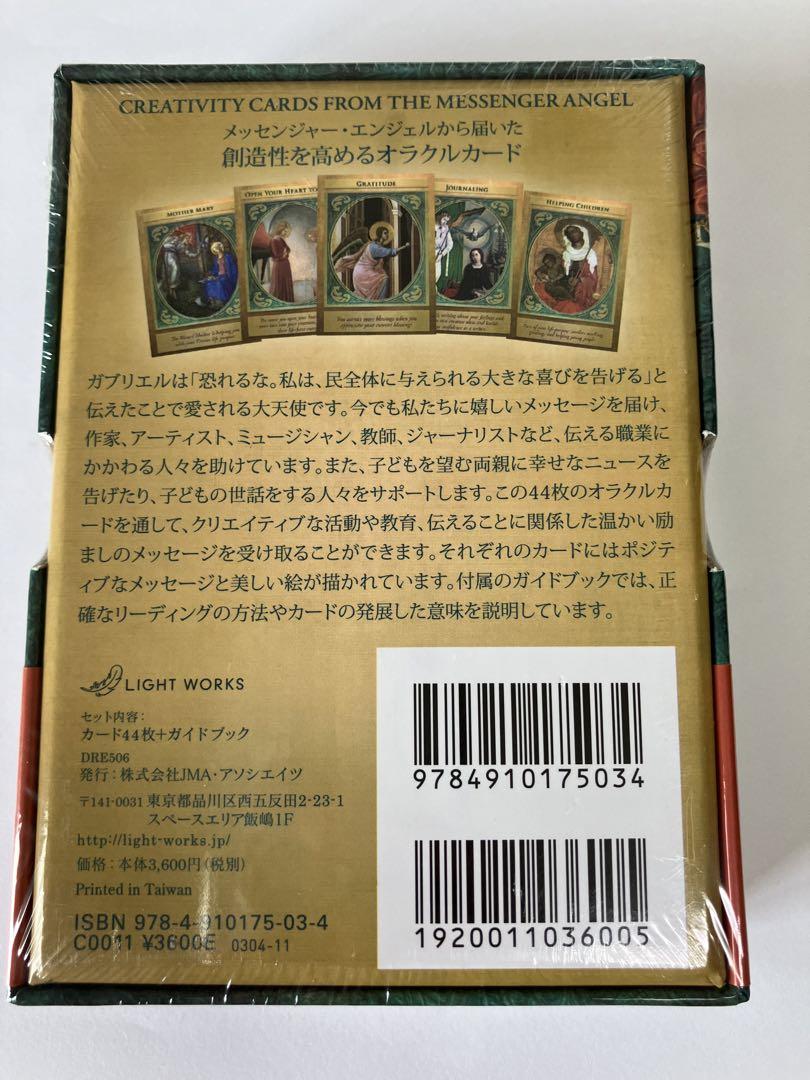 CREATIVITY CARDS FROM THE MESSENGER ANGEL
メッセンジャー・エンジェルから届いた
創造性を高めるオラクルカード
MOTHER MARY
OPEN YOUR HEART TO
GRATITUDE
JOURNALING
HELPING CHILDREN
The Blessed Mother is helping you
with your Divine life purpose.
You attract more blessings when you
appreciate your current blessings.
ガブリエルは「恐れるな。私は、民全体に与えられる大きな喜びを告げる」と
伝えたことで愛される大天使です。今でも私たちに嬉しいメッセージを届け、
作家、アーティスト、ミュージシャン、教師、ジャーナリストなど、伝える職業に
かかわる人々を助けています。また、子どもを望む両親に幸せなニュースを
告げたり、子どもの世話をする人々をサポートします。この44枚のオラクルカ
ードを通して、クリエイティブな活動や教育、伝えることに関係した温かい励
ましのメッセージを受け取ることができます。それぞれのカードにはポジティ
ブなメッセージと美しい絵が描かれています。付属のガイドブックでは、正
確なリーディングの方法やカードの発展した意味を説明しています。
LIGHT WORKS
セット内容:
カード44枚+ガイドブック
DRE506
発行:株式会社JMA・アソシエイツ
〒141-0031 東京都品川区西五反田2-23-1
スペースエリア飯嶋1F
http://light-works.jp/
価格:本体3,600円(税別)
Printed in Taiwan
ISBN 978-4-910175-03-4
C0011 ¥3600E 0304-11
9784910175034
1920011036005